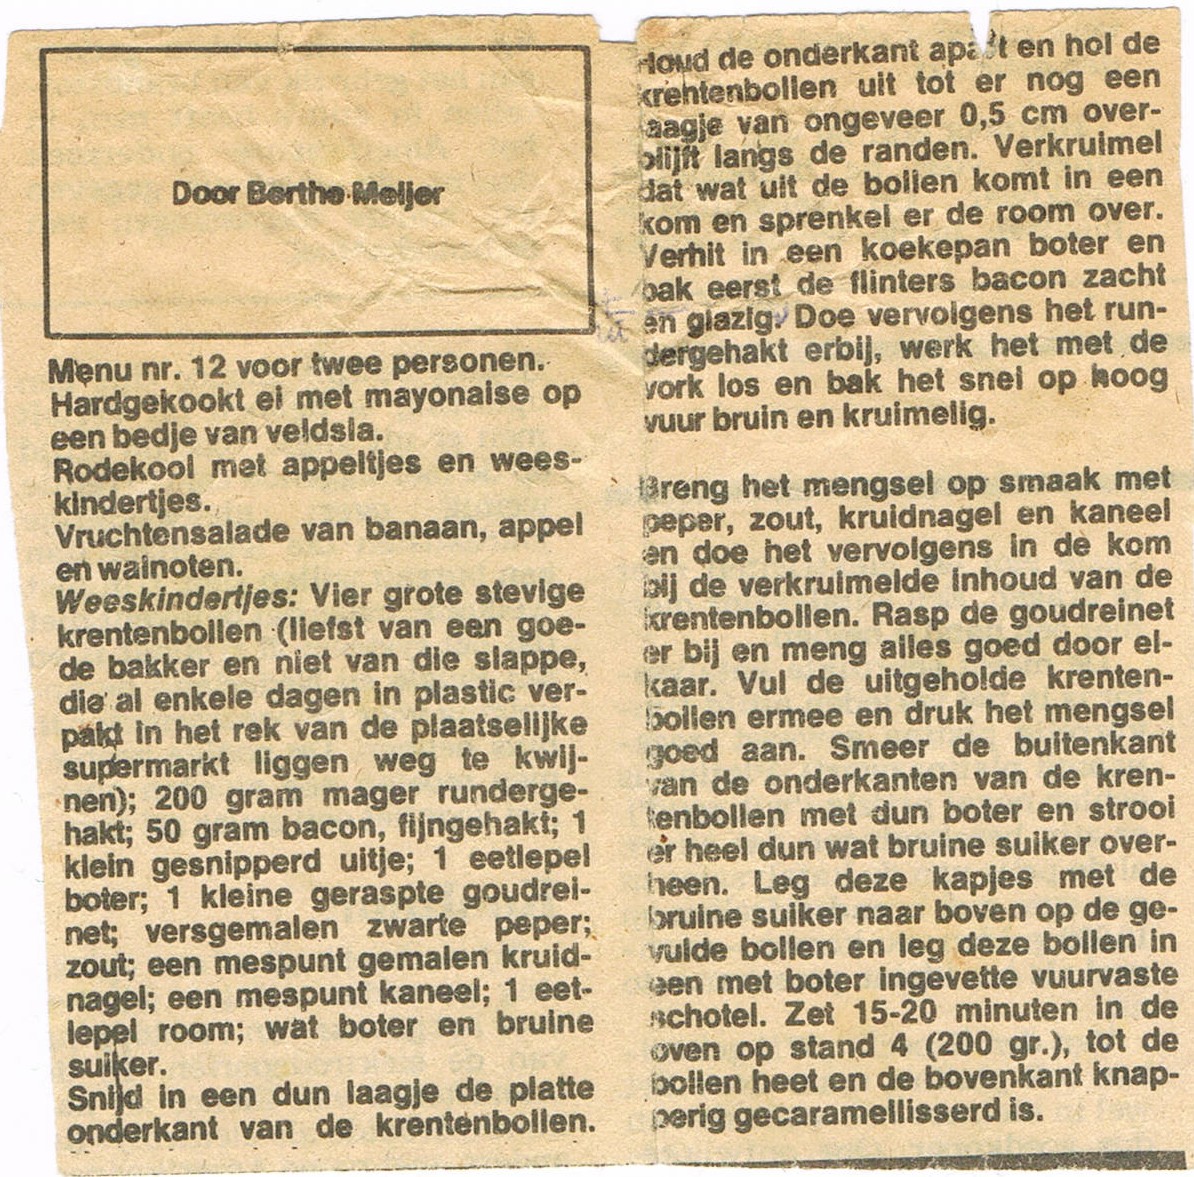 Door Berthe Meijer
Menu nr. 12 voor twee personen.
Hardgekookt ei met mayonaise op
een bedje van veldsla.
Rodekool met appeltjes en wees-
kindertjes.
Vruchtensalade van banaan, appel
en walnoten.
Weeskindertjes: Vier grote stevige
krentenbollen (liefst van een goe-
de bakker en niet van die slappe,
die al enkele dagen in plastic ver-
pakt in het rek van de plaatselijke
supermarkt liggen weg te kwij-
nen); 200 gram mager runderge-
hakt; 50 gram bacon, fijngehakt; 1
klein gesnipperd uitje; 1 eetlepel
boter; 1 kleine geraspte goudrei-
net; versgemalen zwarte peper;
zout; een mespunt gemalen kruid-
nagel; een mespunt kaneel; 1 eet-
lepel room; wat boter en bruine
suiker.
Snijd in een dun laagje de platte
onderkant van de krentenbollen.
Houd de onderkant apart en hol de
krentenbollen uit tot er nog een
laagje van ongeveer 0,5 cm over-
blijft langs de randen. Verkruimel
dat wat uit de bollen komt in een
kom en sprenkel er de room over.
Verhit in een koekepan boter en
bak eerst de flinters bacon zacht
en glazig. Doe vervolgens het run-
dergehakt erbij, werk het met de
vork los en bak het snel op hoog
vuur bruin en kruimelig.
Breng het mengsel op smaak met
peper, zout, kruidnagel en kaneel
en doe het vervolgens in de kom
bij de verkruimelde inhoud van de
krentenbollen. Rasp de goudreinet
er bij en meng alles goed door el-
kaar. Vul de uitgeholde krenten-
bollen ermee en druk het mengsel
goed aan. Smeer de buitenkant
van de onderkanten van de kren-
tenbollen met dun boter en strooi
er heel dun wat bruine suiker over-
heen. Leg deze kapjes met de
bruine suiker naar boven op de ge-
vulde bollen en leg deze bollen in
een met boter ingevette vuurvaste
schotel. Zet 15-20 minuten in de
oven op stand 4 (200 gr.), tot de
bollen heet en de bovenkant knap-
perig gecaramellisserd is.